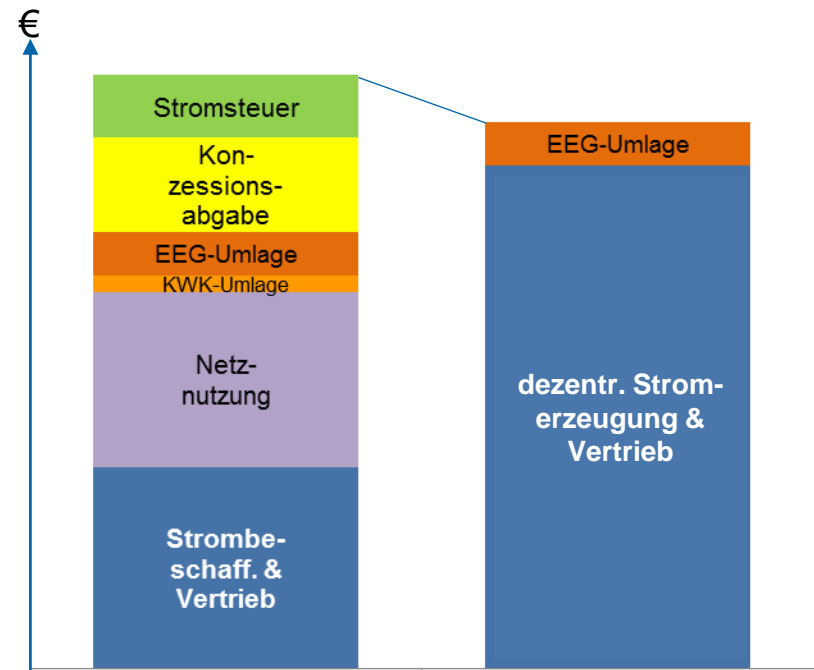 €
Stromsteuer
Kon-
zessions-
abgabe
EEG-Umlage
KWK-Umlage
Netz-
nutzung
Strombe-
schaff. &
Vertrieb
EEG-Umlage
dezentr. Strom-
erzeugung &
Vertrieb